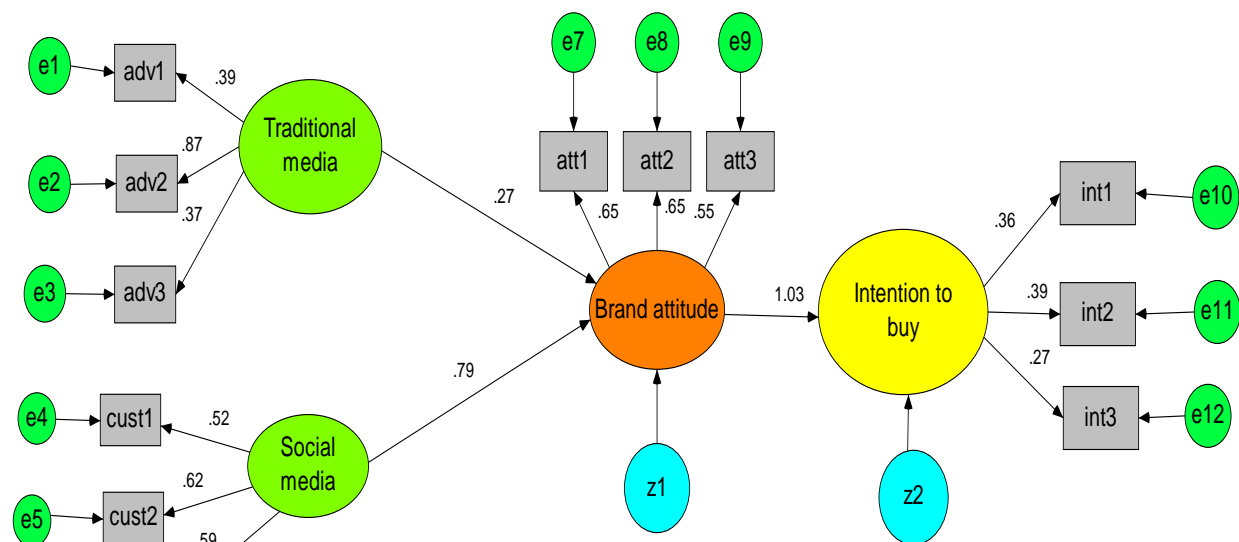 e1
adv1
.39
e2
adv2
.87
.37
e3
adv3
Traditional
media
.27
e7
e8
e9
att1
att2
att3
.65
.65
.55
Brand attitude
1.03
Intention to
buy
.36
.39
.27
int1
int2
int3
e10
e11
e12
e4
cust1
.52
e5
cust2
.62
.59
Social
media
.79
z1
z2